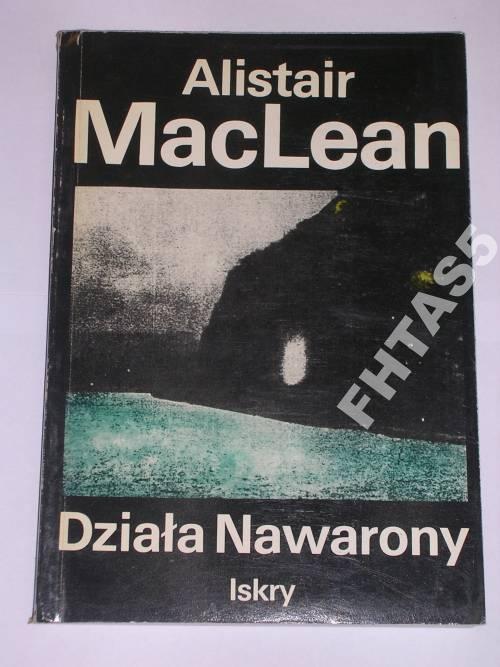 Alistair
MacLean
FHTAS5
Działa Nawarony
Iskry